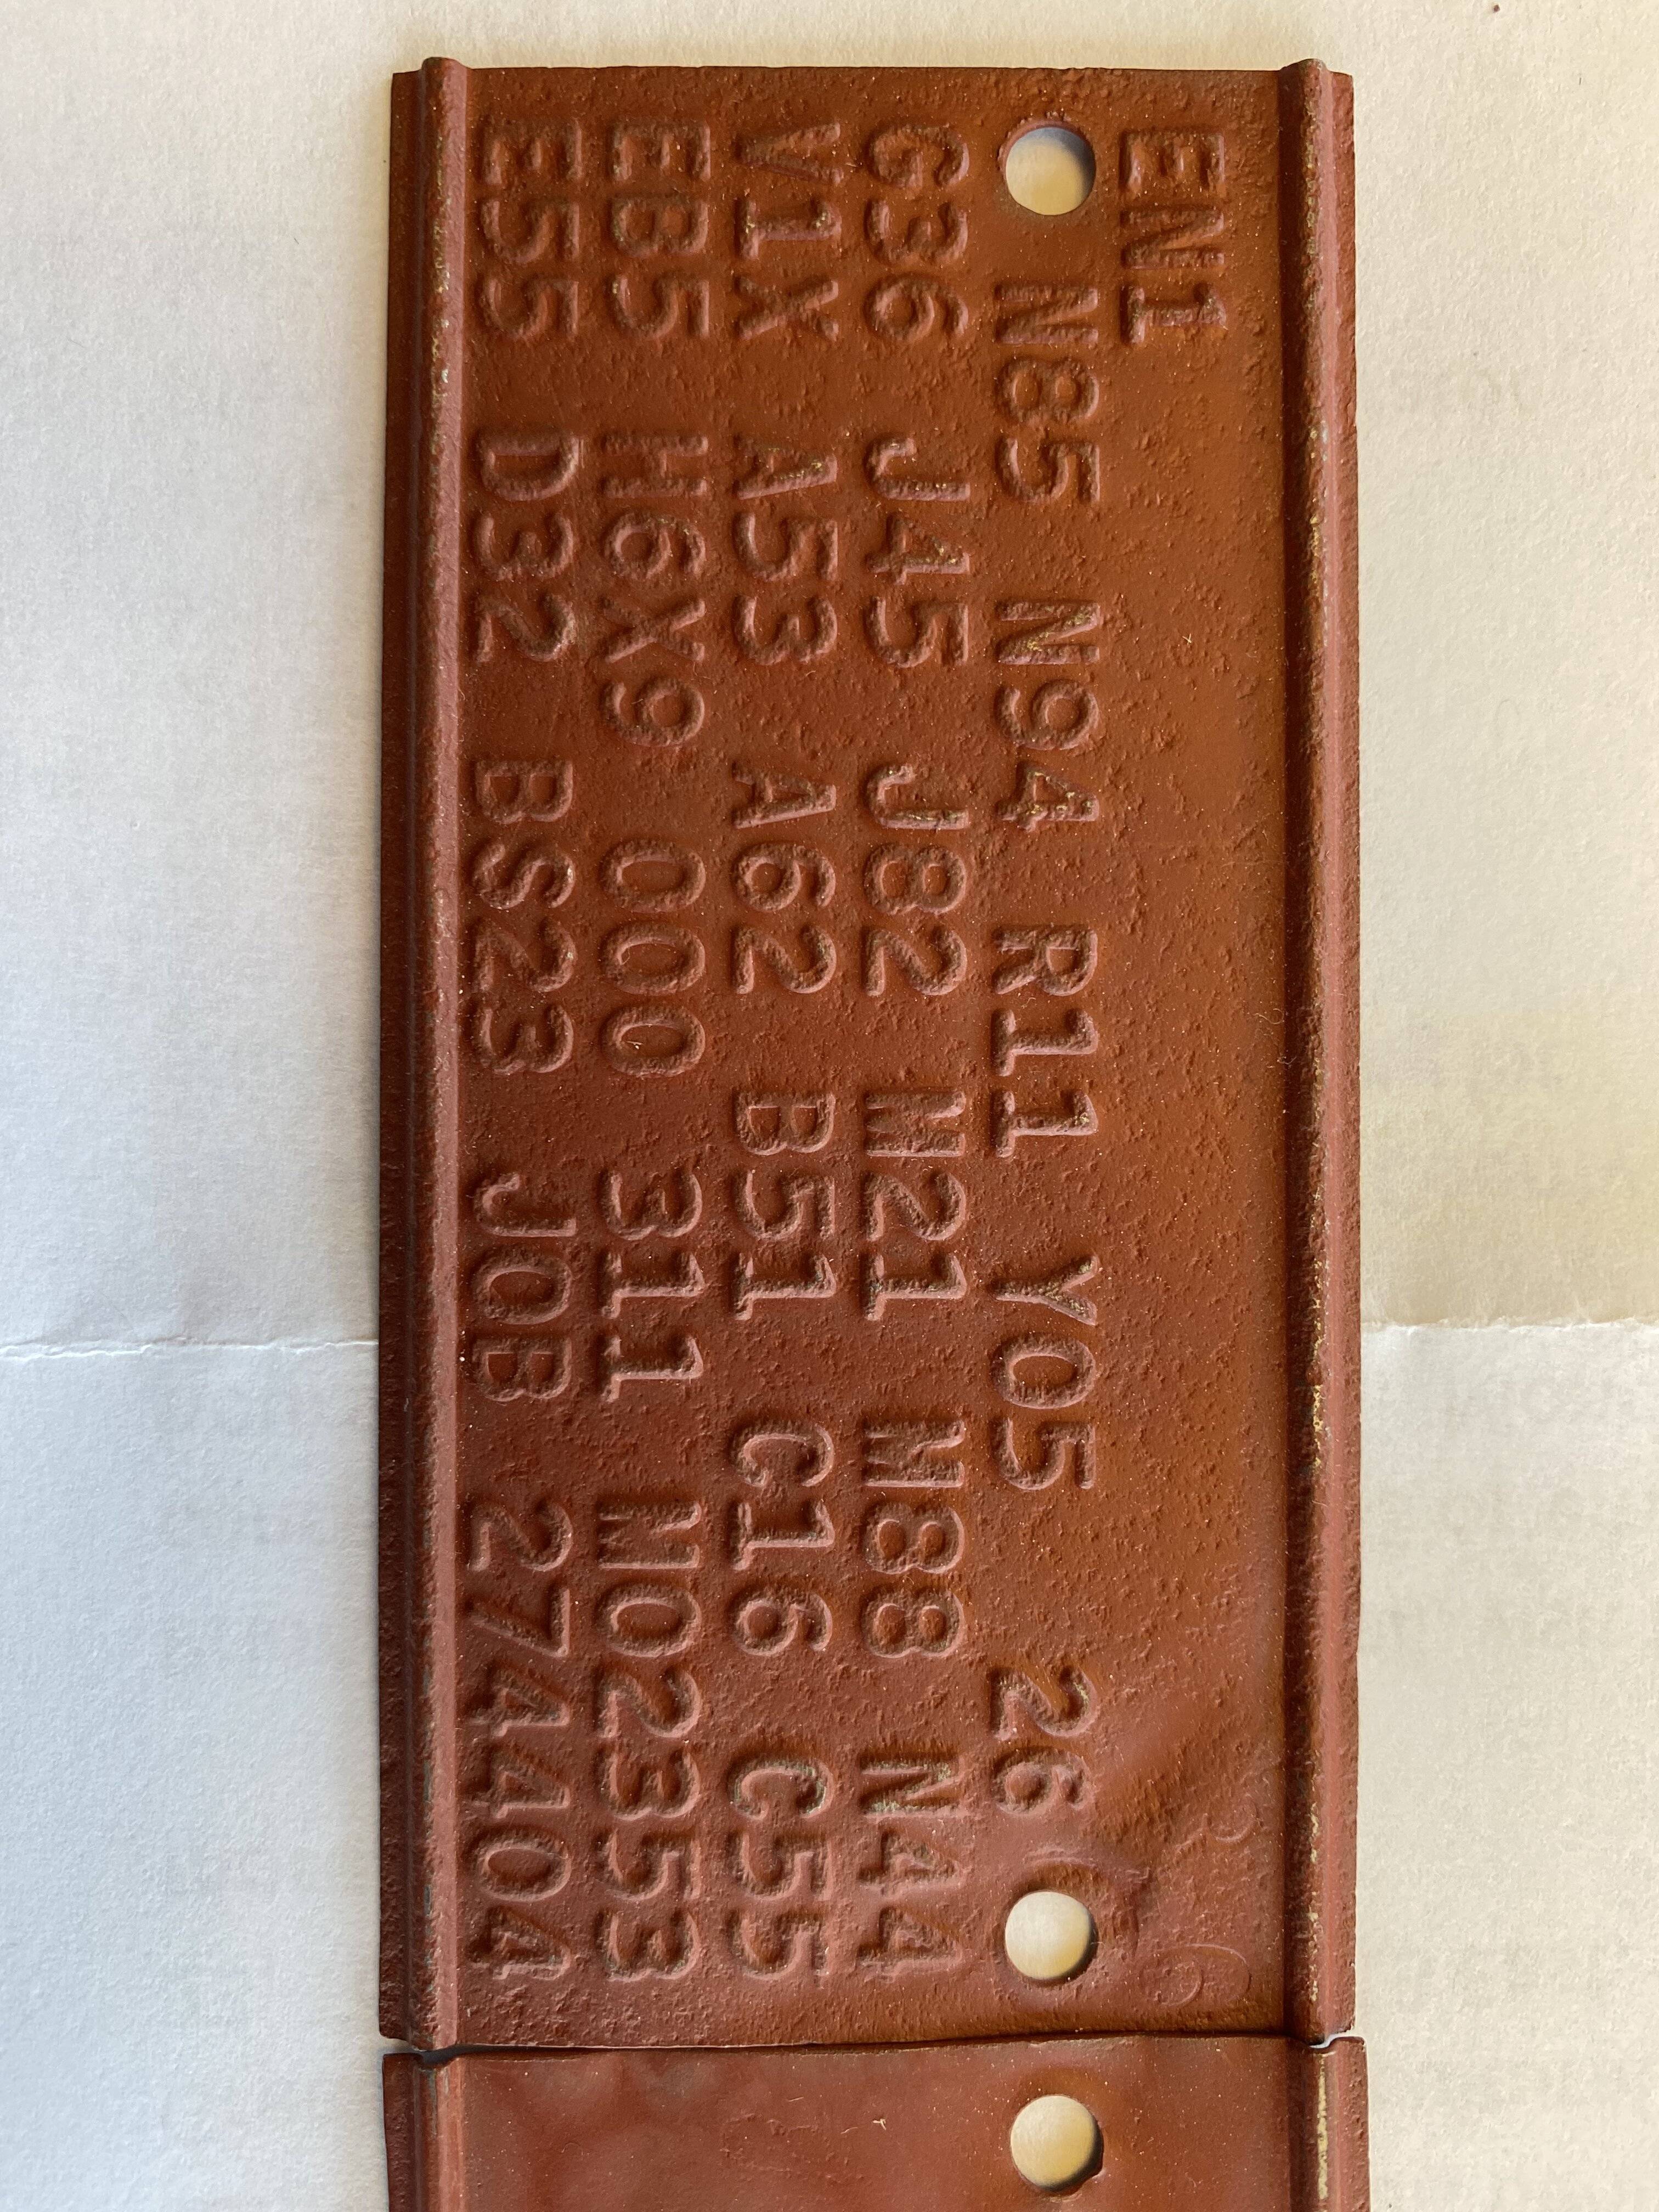 EN1
N85 N94 R11 Y05 26
G36 J45 J82 M21 M88 N44
V1X A53 A62 B51 C16 C55
EB5 H6X9 000 311 M02353
E55 D32 BS23 J0B 274404